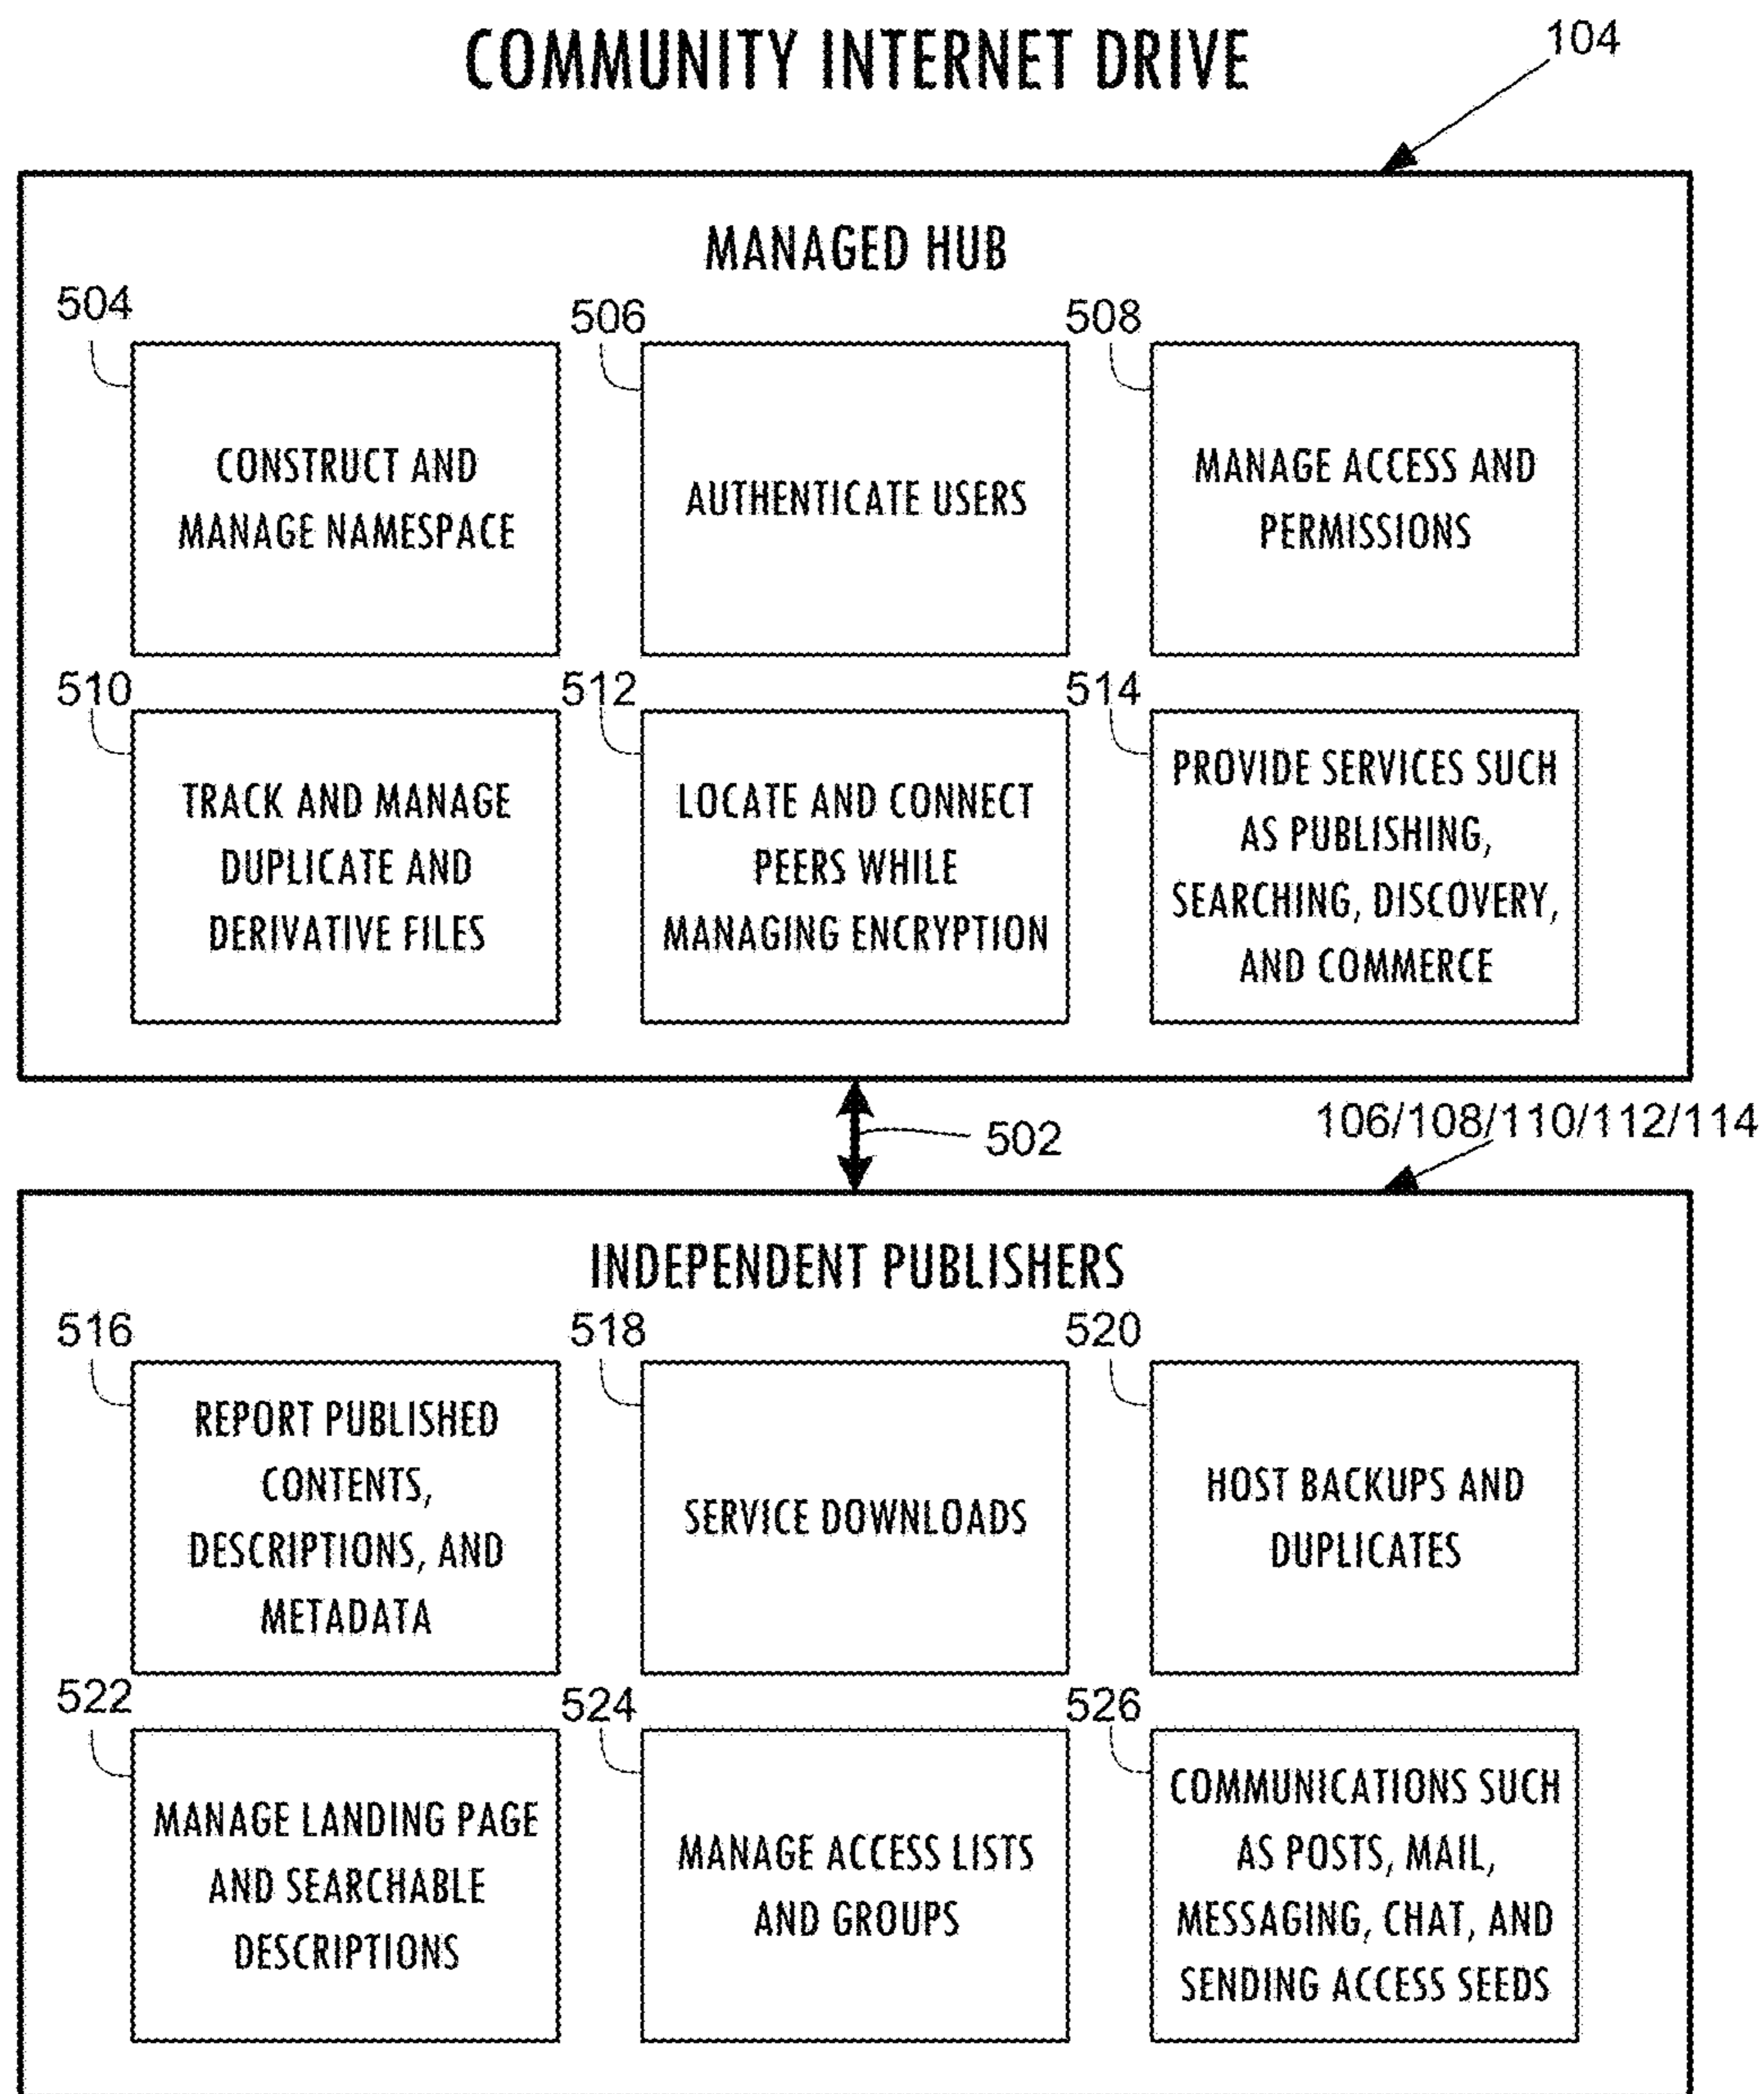 COMMUNITY INTERNET DRIVE
104
MANAGED HUB
504
506
508
CONSTRUCT AND
MANAGE NAMESPACE
AUTHENTICATE USERS
MANAGE ACCESS AND
PERMISSIONS
510
512
514
TRACK AND MANAGE
DUPLICATE AND
DERIVATIVE FILES
LOCATE AND CONNECT
PEERS WHILE
MANAGING ENCRYPTION
PROVIDE SERVICES SUCH
AS PUBLISHING,
SEARCHING, DISCOVERY,
AND COMMERCE
502
106/108/110/112/114
INDEPENDENT PUBLISHERS
516
518
520
REPORT PUBLISHED
CONTENTS,
DESCRIPTIONS, AND
METADATA
SERVICE DOWNLOADS
HOST BACKUPS AND
DUPLICATES
522
524
526
MANAGE LANDING PAGE
AND SEARCHABLE
DESCRIPTIONS
MANAGE ACCESS LISTS
AND GROUPS
COMMUNICATIONS SUCH
AS POSTS, MAIL,
MESSAGING, CHAT, AND
SENDING ACCESS SEEDS